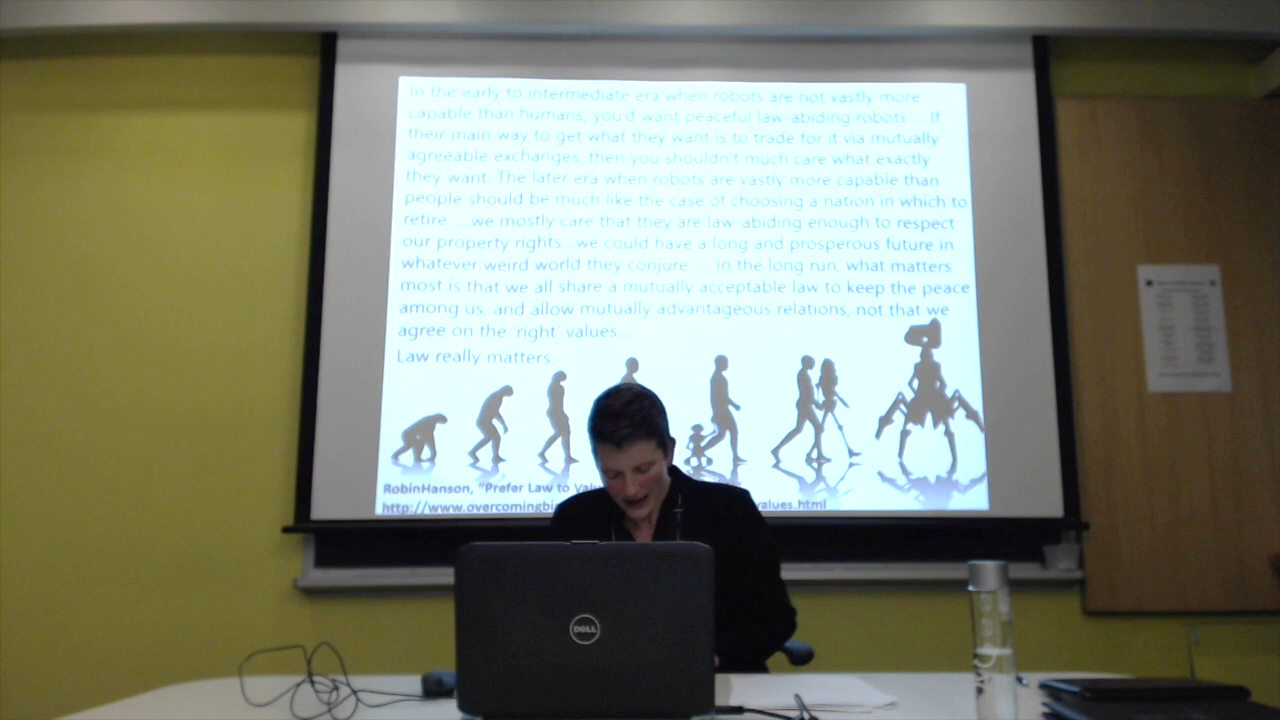 In the early to intermediate era when robots are not vastly more
capable than humans, you'd want peaceful law-abiding robots ... If
their main way to get what they want is to trade for it via mutually
agreeable exchanges, then you shouldn't much care what exactly
they want. The later era when robots are vastly more capable than
people should be much like the case of choosing a nation in which to
retire. ... we mostly care that they are law-abiding enough to respect
our property rights...we could have a long and prosperous future in
whatever weird world they conjure. ... In the long run, what matters
most is that we all share a mutually acceptable law to keep the peace
among us, and allow mutually advantageous relations, not that we
agree on the "right" values...
Law really matters.
RobinHanson, "Prefer Law to
http://www.overcomingbi values.html
DELL